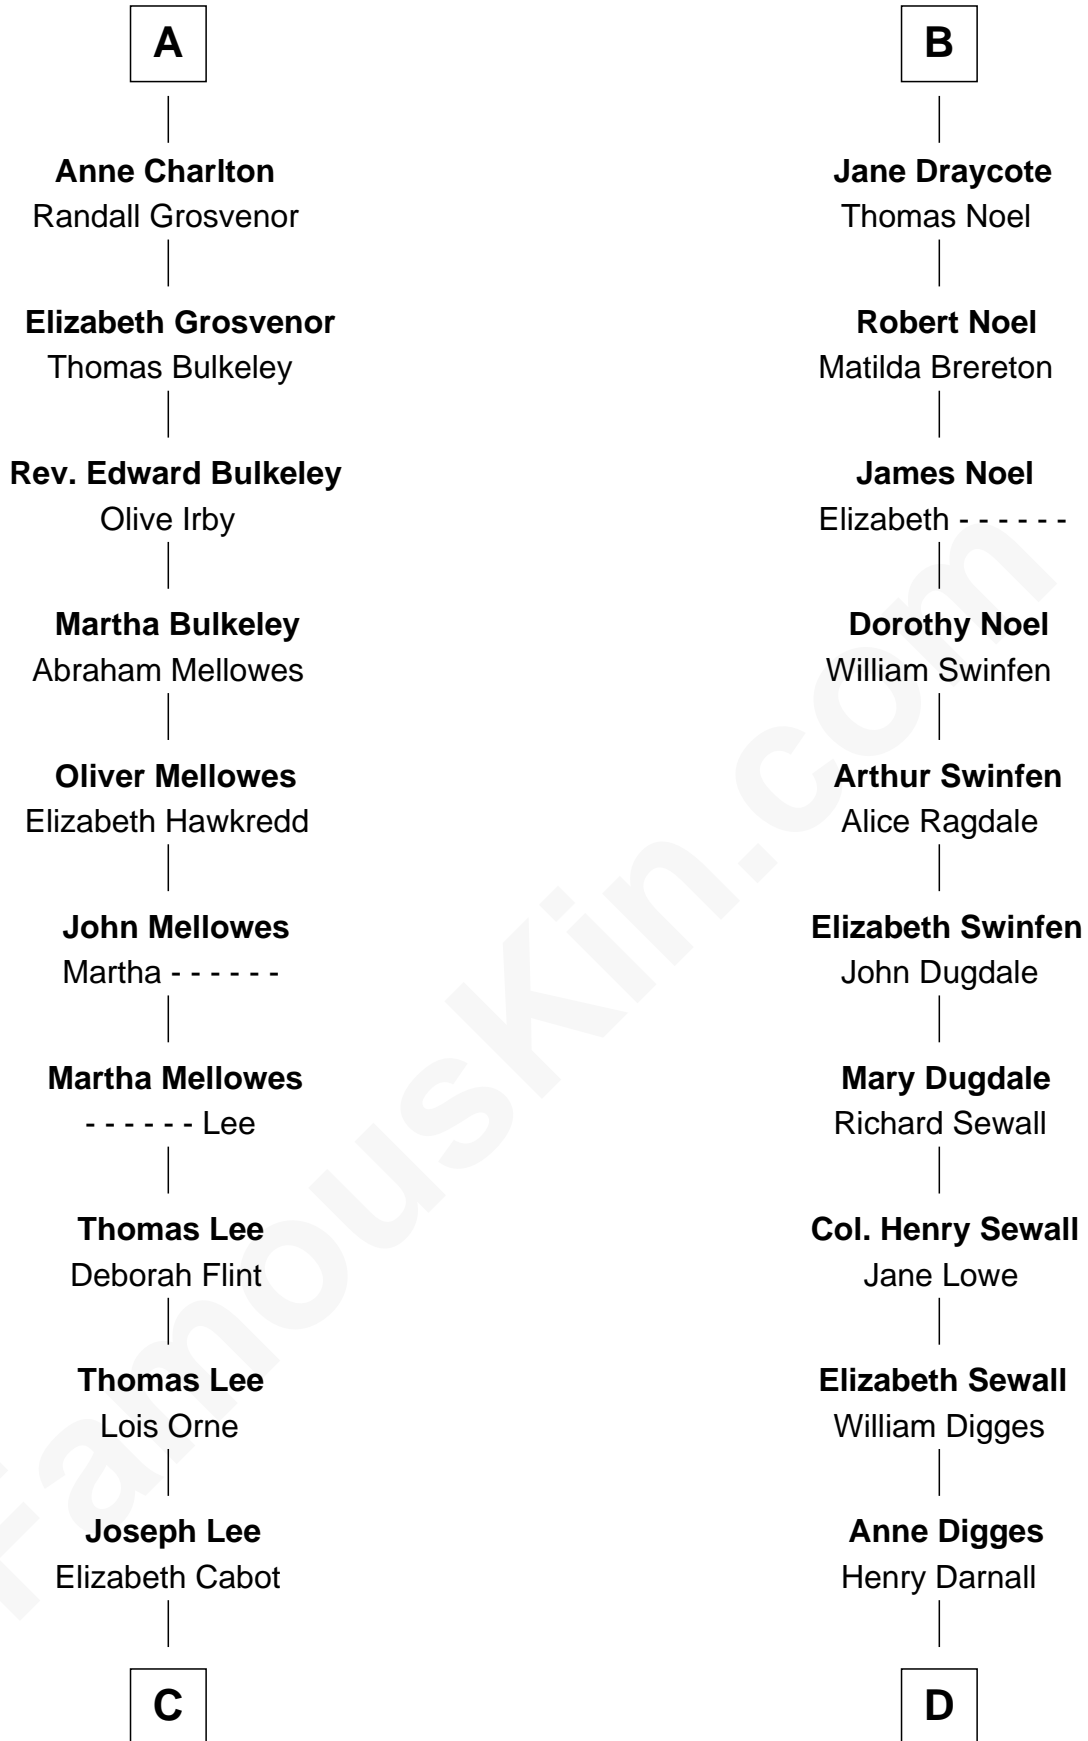 A
Anne Charlton
Randall Grosvenor
Elizabeth Grosvenor
Thomas Bulkeley
Rev. Edward Bulkeley
Olive Irby
Martha Bulkeley
Abraham Mellowes
Oliver Mellowes
Elizabeth Hawkredd
John Mellowes
Martha - - - - - -
Martha Mellowes
- - - - - - Lee
Thomas Lee
Deborah Flint
Thomas Lee
Lois Orne
Joseph Lee
Elizabeth Cabot
C
B
Jane Draycote
Thomas Noel
Robert Noel
Matilda Brereton
James Noel
Elizabeth - - - - - -
Dorothy Noel
William Swinfen
Arthur Swinfen
Alice Ragdale
Elizabeth Swinfen
John Dugdale
Mary Dugdale
Richard Sewall
Col. Henry Sewall
Jane Lowe
Elizabeth Sewall
William Digges
Anne Digges
Henry Darnall
D
FamousKin.com